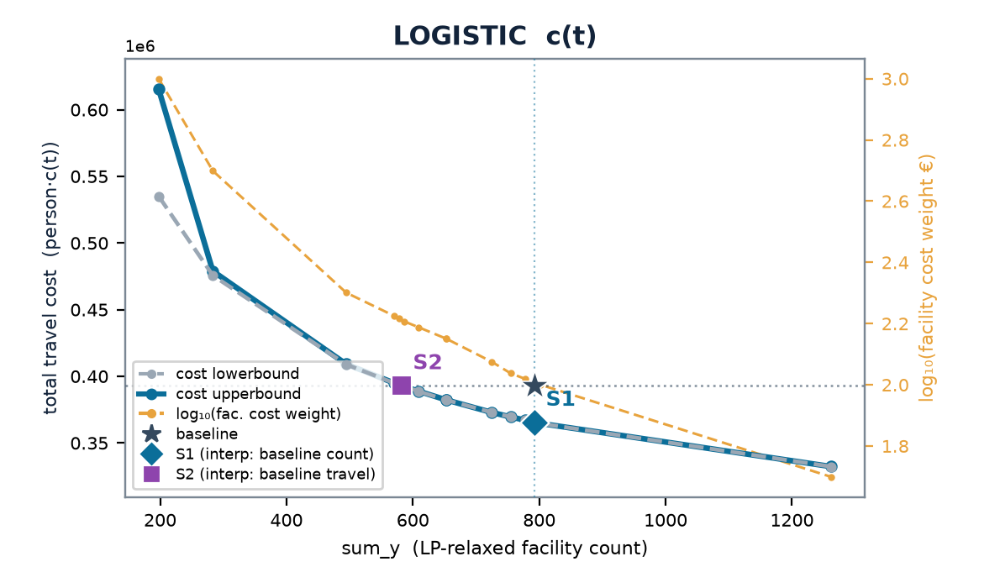 LOGISTIC c(t)
1e6
0.60
0.55
0.50
0.45
0.40
0.35
total travel cost (person·c(t))
3.0
2.8
2.6
2.4
2.2
2.0
1.8
log₁₀(facility cost weight €)
S2
S1
cost lowerbound
cost upperbound
log₁₀(fac. cost weight)
baseline
S1 (interp: baseline count)
S2 (interp: baseline travel)
200 400 600 800 1000 1200
sum_y (LP-relaxed facility count)